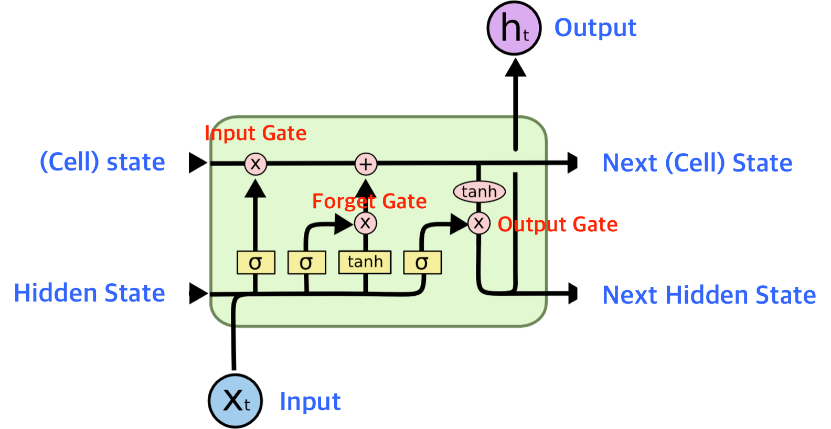 ht Output
Input Gate
(Cell) state x + Next (Cell) State
tanh
Forget Gate
x x Output Gate
σ σ tanh σ
Hidden State Next Hidden State
Xt Input